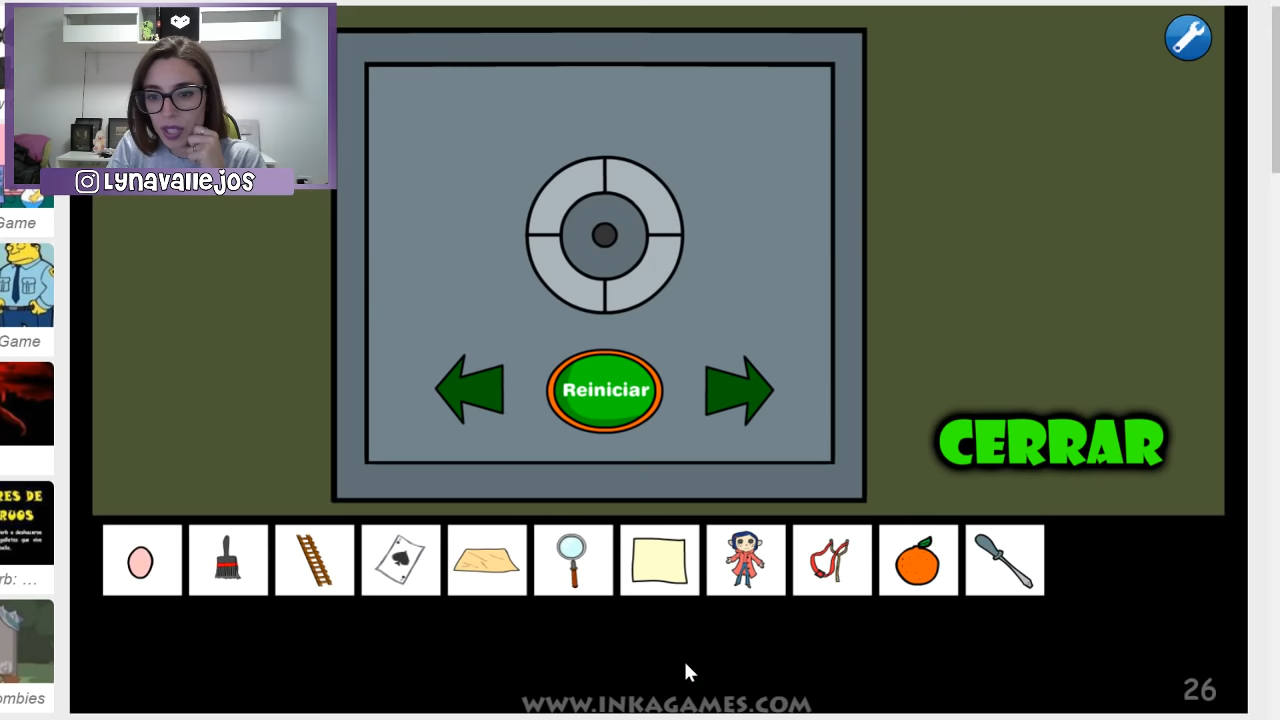 LYNAVALLEJOS
Game
Game
RES DE
RUOS
rb: ...
ombies
Reiniciar
CERRAR
26
WWW.INKAGAMES.COM